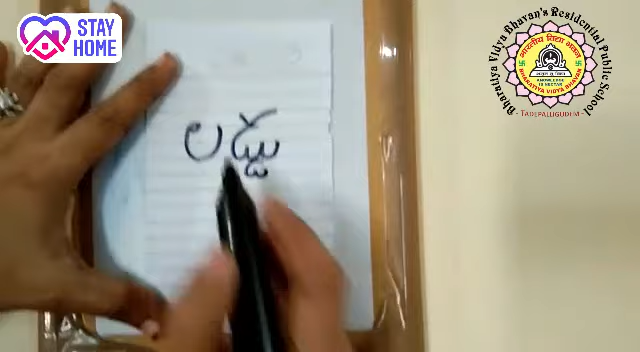 STAY
HOME
Bharatiya Vidya Bhavan's Residential Public School
- TADEPALLIGUDEM -
లడ్డు